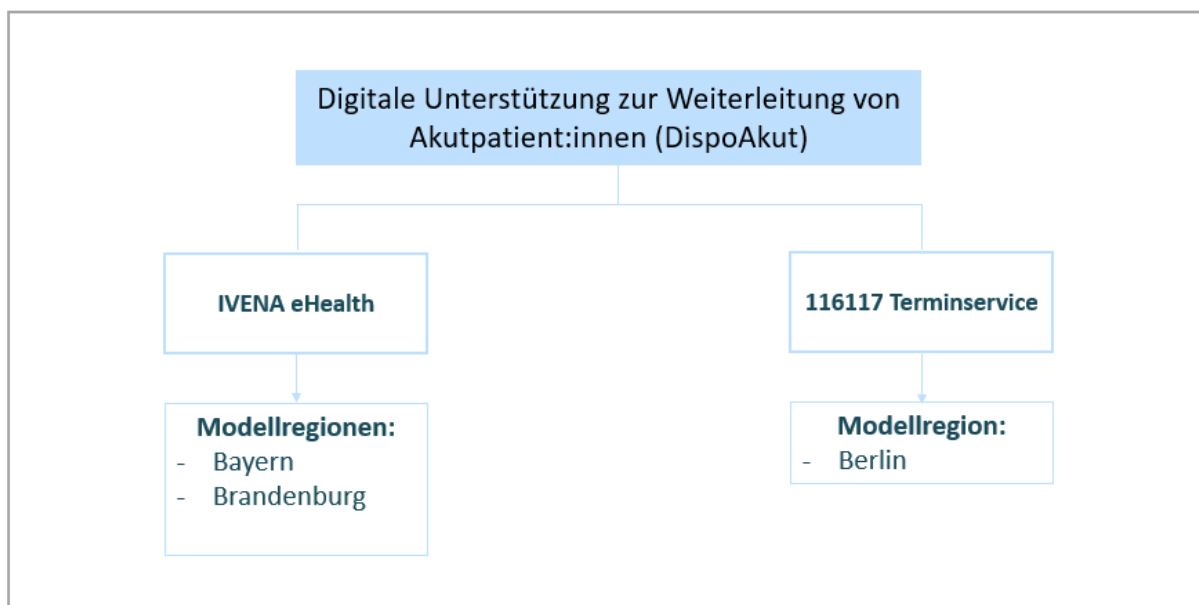 Digitale Unterstützung zur Weiterleitung von
Akutpatient:innen (DispoAkut)
IVENA eHealth
116117 Terminservice
Modellregionen:
- Bayern
- Brandenburg
Modellregion:
- Berlin